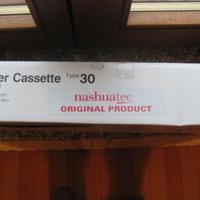 er Cassette Type 30
nashuatec
ORIGINAL PRODUCT